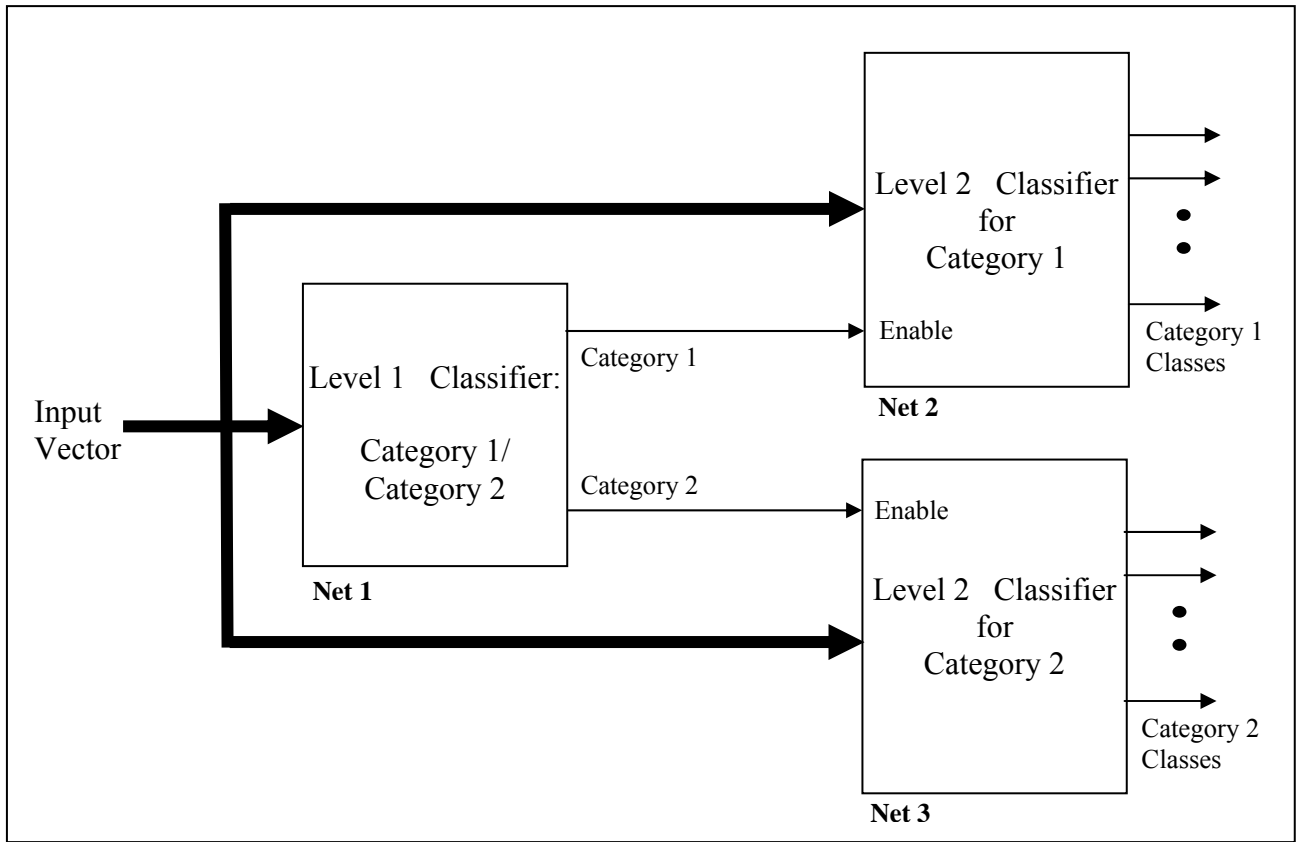 Input
Vector
Level 1 Classifier:
Category 1/
Category 2
Net 1
Category 1
Category 2
Level 2 Classifier
for
Category 1
Enable
Net 2
Category 1
Classes
Enable
Level 2 Classifier
for
Category 2
Net 3
Category 2
Classes